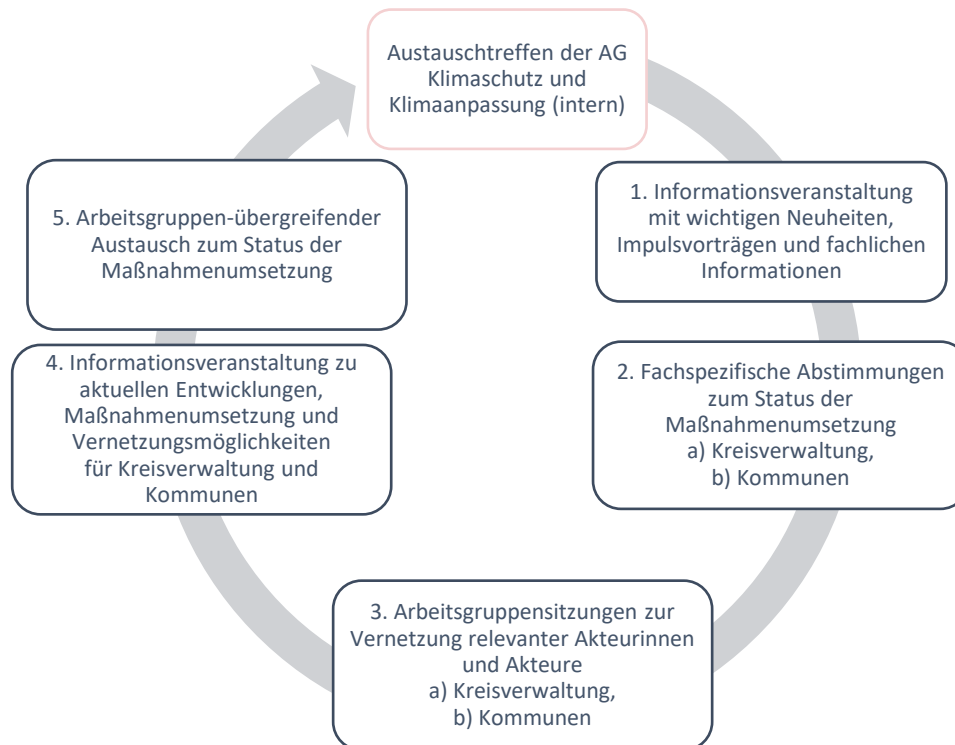 Austauschtreffen der AG
Klimaschutz und
Klimaanpassung (intern)
1. Informationsveranstaltung
mit wichtigen Neuheiten,
Impulsvorträgen und fachlichen
Informationen
2. Fachspezifische Abstimmungen
zum Status der
Maßnahmenumsetzung
a) Kreisverwaltung,
b) Kommunen
3. Arbeitsgruppensitzungen zur
Vernetzung relevanter Akteurinnen
und Akteure
a) Kreisverwaltung,
b) Kommunen
4. Informationsveranstaltung zu
aktuellen Entwicklungen,
Maßnahmenumsetzung und
Vernetzungsmöglichkeiten
für Kreisverwaltung und
Kommunen
5. Arbeitsgruppen-übergreifender
Austausch zum Status der
Maßnahmenumsetzung